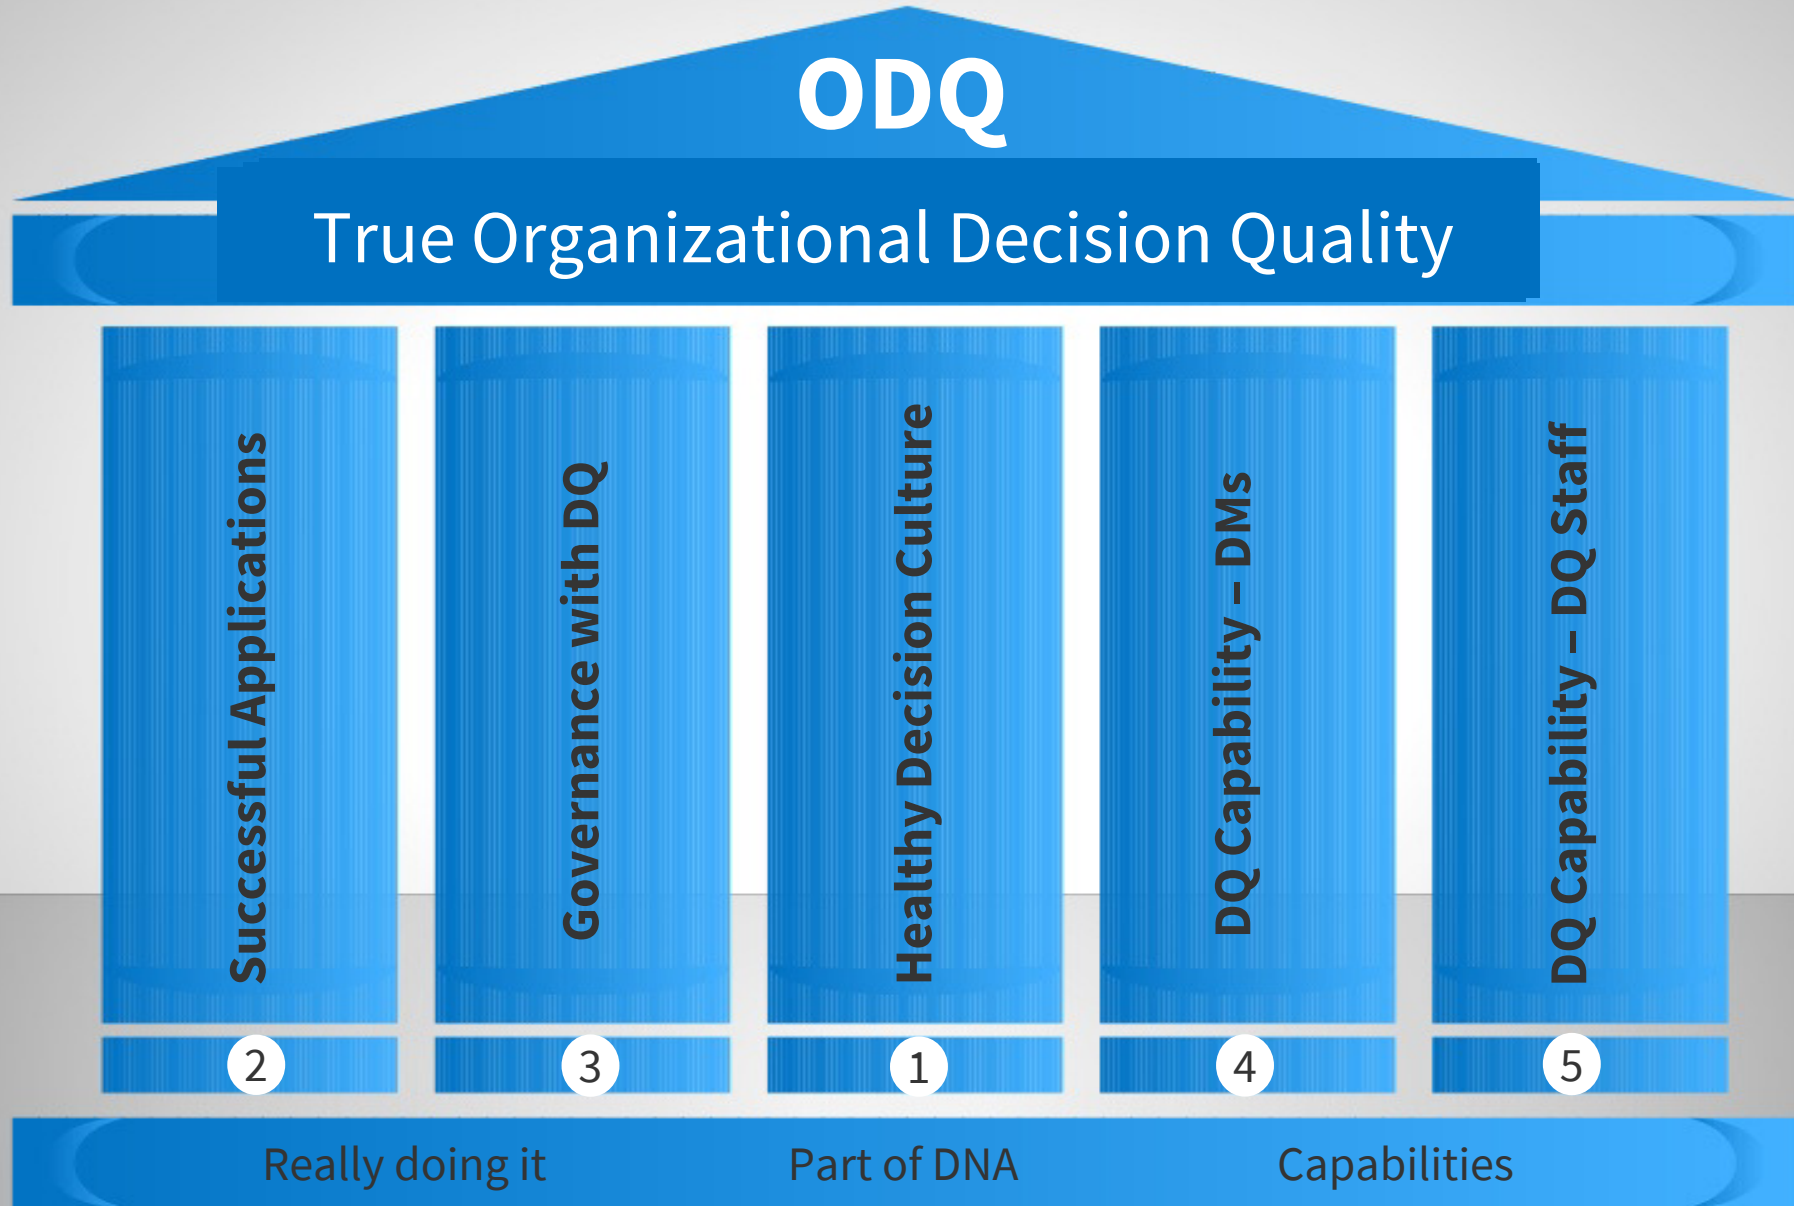 ODQ
True Organizational Decision Quality
Successful Applications
Governance with DQ
Healthy Decision Culture
DQ Capability – DMs
DQ Capability – DQ Staff
2
3
1
4
5
Really doing it
Part of DNA
Capabilities